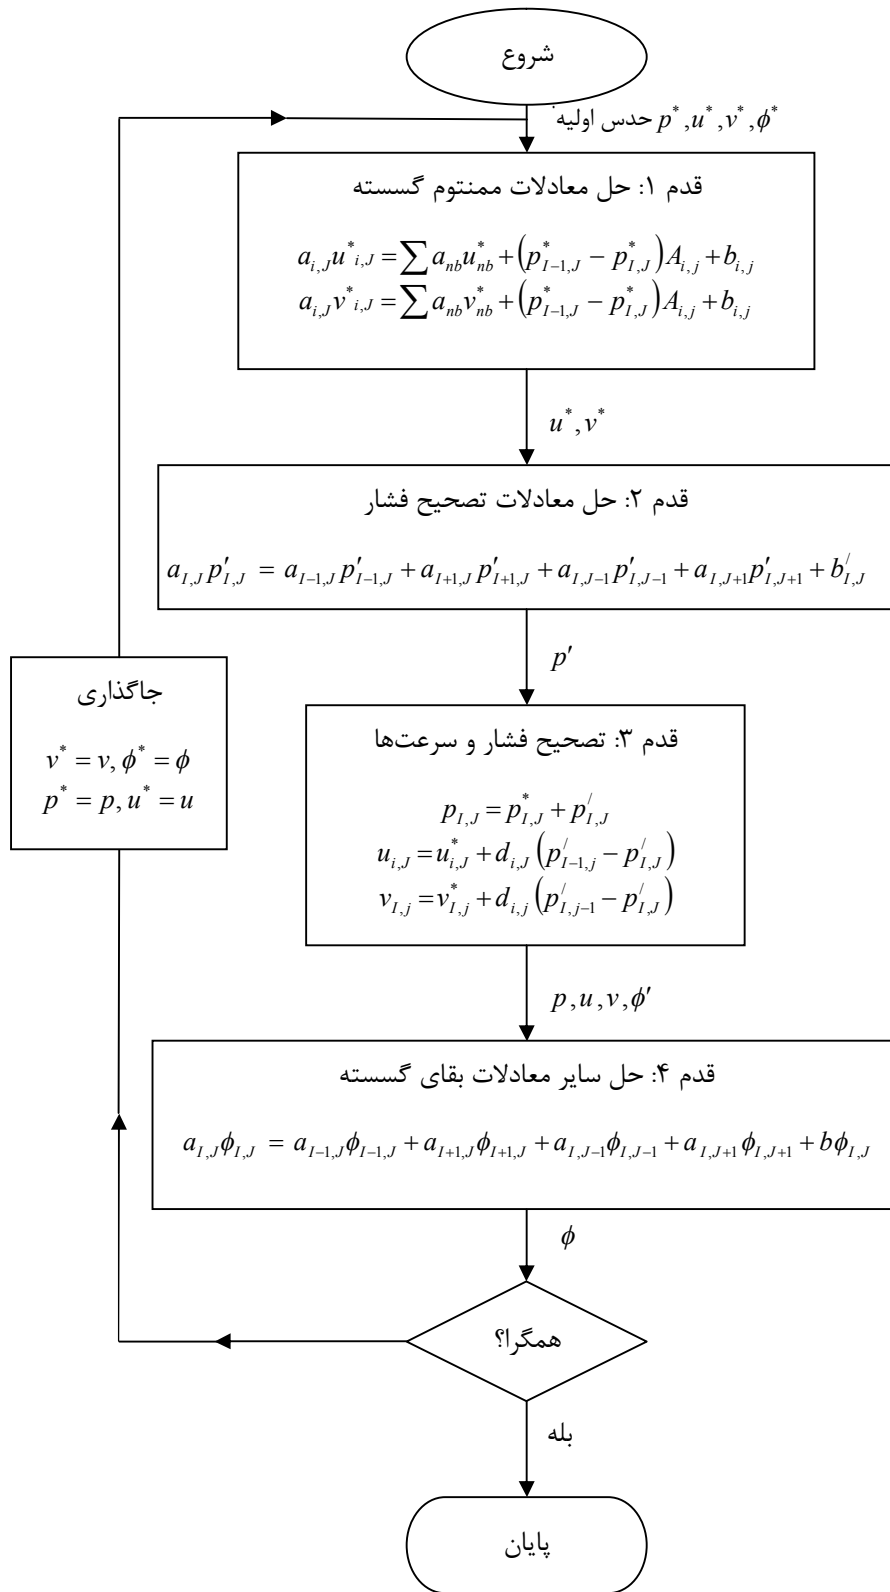 شروع
حدس اولیه p*, u*, v*, ϕ*
قدم ۱: حل معادلات ممنتوم گسسته
a_{i,J} u*_{i,J} = ∑ a_{nb} u*_{nb} + (p*_{I-1,J} − p*_{I,J}) A_{i,j} + b_{i,j}
a_{i,J} v*_{i,J} = ∑ a_{nb} v*_{nb} + (p*_{I-1,J} − p*_{I,J}) A_{i,j} + b_{i,j}
u*, v*
قدم ۲: حل معادلات تصحیح فشار
a_{I,J} p′_{I,J} = a_{I-1,J} p′_{I-1,J} + a_{I+1,J} p′_{I+1,J} + a_{I,J-1} p′_{I,J-1} + a_{I,J+1} p′_{I,J+1} + b′_{I,J}
p′
قدم ۳: تصحیح فشار و سرعت‌ها
p_{I,J} = p*_{I,J} + p′_{I,J}
u_{i,J} = u*_{i,J} + d_{i,J} (p′_{I-1,j} − p′_{I,J})
v_{I,j} = v*_{I,j} + d_{i,j} (p′_{I,j-1} − p′_{I,J})
جاگذاری
v* = v, ϕ* = ϕ
p* = p, u* = u
p, u, v, ϕ′
قدم ۴: حل سایر معادلات بقای گسسته
a_{I,J} ϕ_{I,J} = a_{I-1,J} ϕ_{I-1,J} + a_{I+1,J} ϕ_{I+1,J} + a_{I,J-1} ϕ_{I,J-1} + a_{I,J+1} ϕ_{I,J+1} + bϕ_{I,J}
ϕ
همگرا؟
بله
پایان